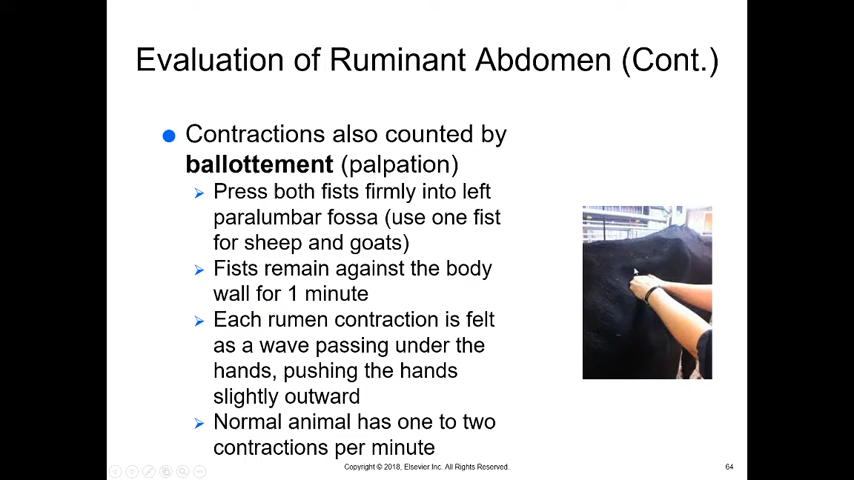 Evaluation of Ruminant Abdomen (Cont.)
Contractions also counted by
ballottement (palpation)
Press both fists firmly into left
paralumbar fossa (use one fist
for sheep and goats)
Fists remain against the body
wall for 1 minute
Each rumen contraction is felt
as a wave passing under the
hands, pushing the hands
slightly outward
Normal animal has one to two
contractions per minute
Copyright © 2018, Elsevier Inc. All Rights Reserved.
64